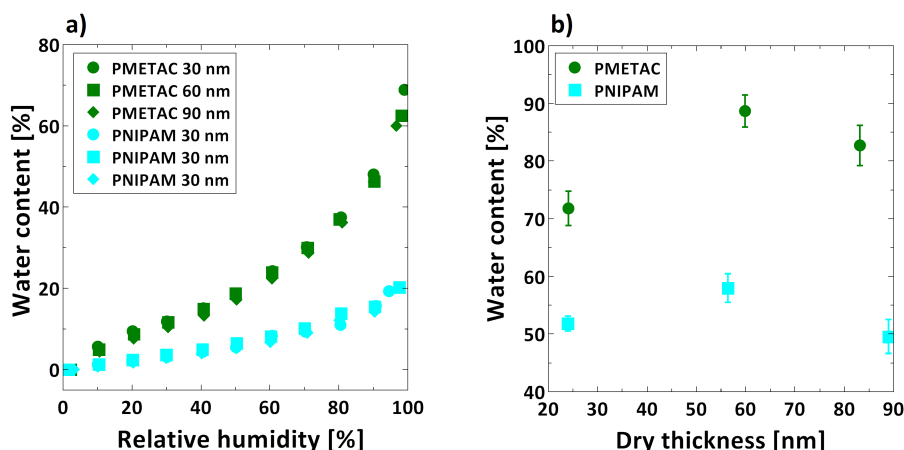 a)
80
60
40
20
0
0 20 40 60 80 100
Water content [%]
Relative humidity [%]
PMETAC 30 nm
PMETAC 60 nm
PMETAC 90 nm
PNIPAM 30 nm
PNIPAM 30 nm
PNIPAM 30 nm
b)
100
90
80
70
60
50
40
20 30 40 50 60 70 80 90
Water content [%]
Dry thickness [nm]
PMETAC
PNIPAM